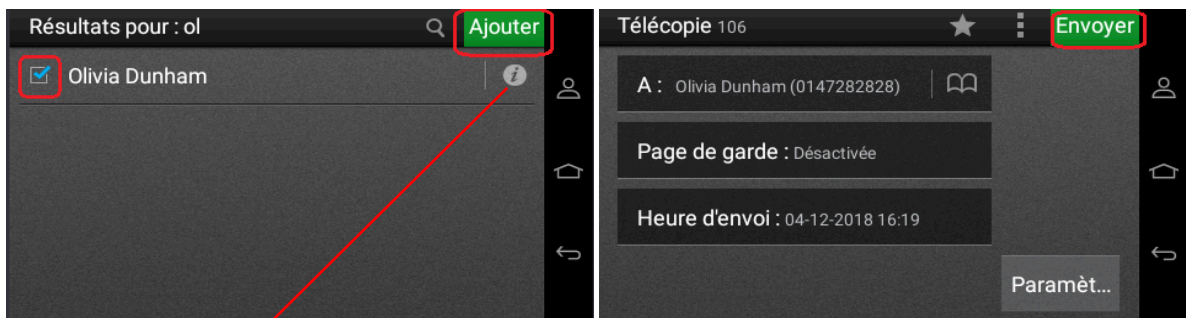 Résultats pour : ol
Ajouter
Olivia Dunham
i
Télécopie 106
Envoyer
A : Olivia Dunham (0147282828)
Page de garde : Désactivée
Heure d'envoi : 04-12-2018 16:19
Paramèt...